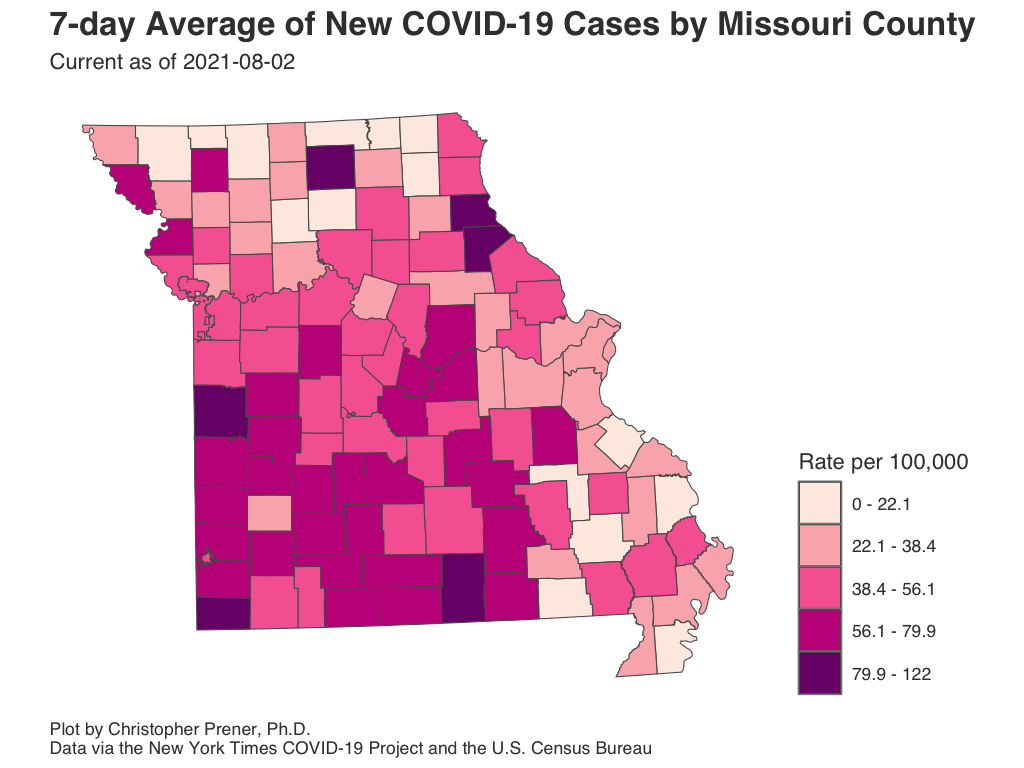 7-day Average of New COVID-19 Cases by Missouri County
Current as of 2021-08-02
Rate per 100,000
0 - 22.1
22.1 - 38.4
38.4 - 56.1
56.1 - 79.9
79.9 - 122
Plot by Christopher Prener, Ph.D.
Data via the New York Times COVID-19 Project and the U.S. Census Bureau